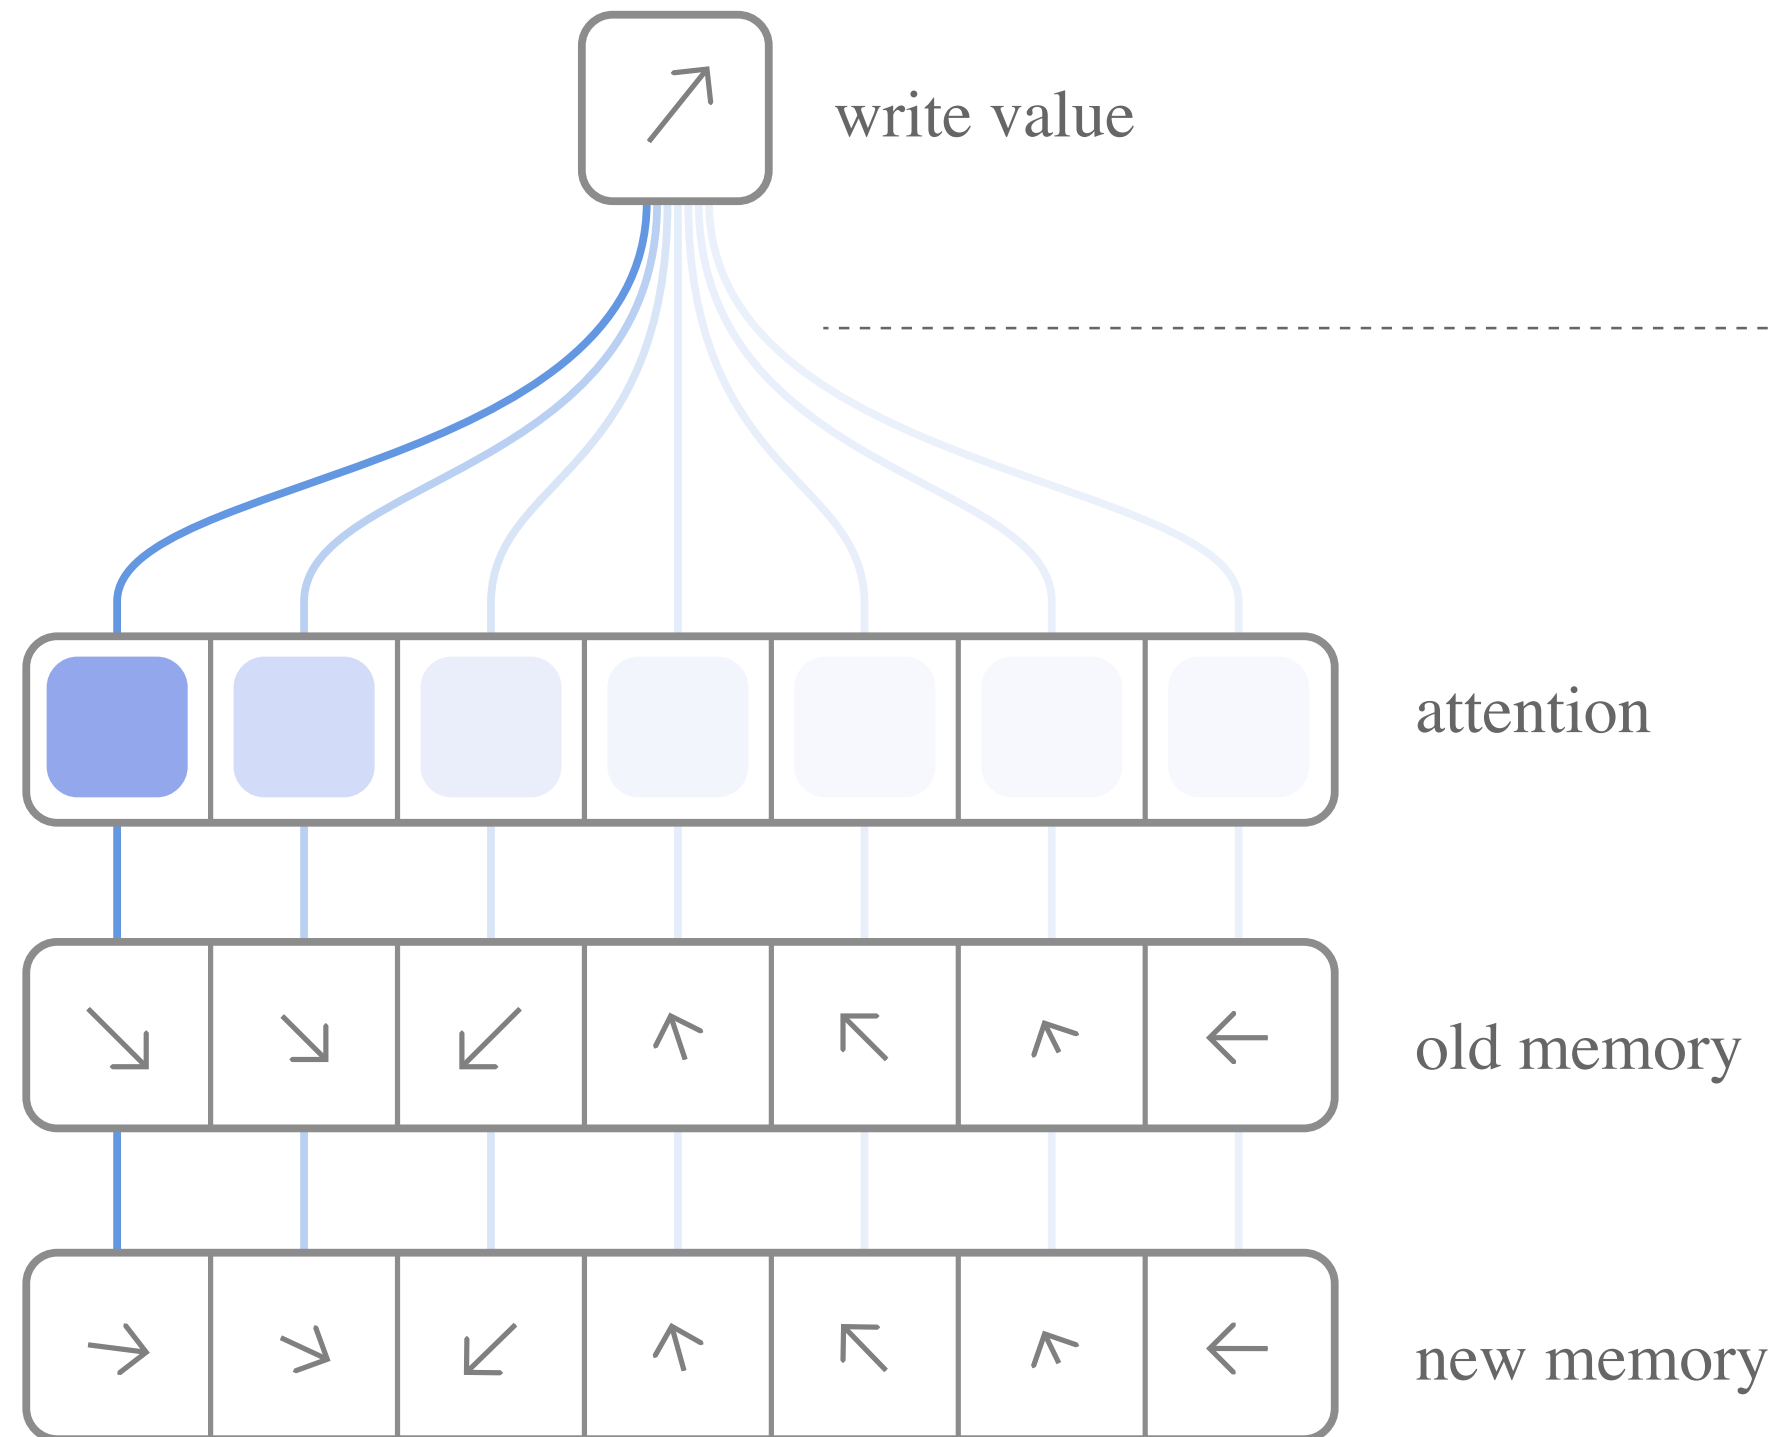 write value
attention
old memory
new memory